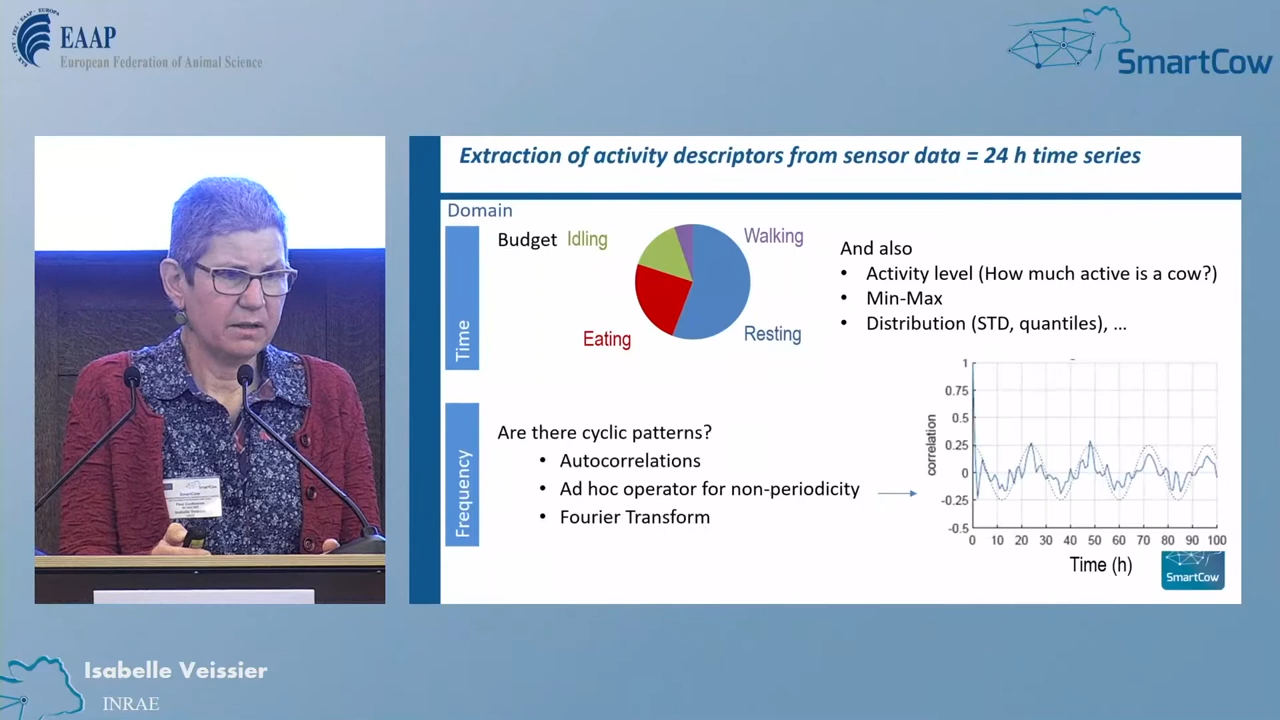 EAAP
European Federation of Animal Science
SmartCow
Extraction of activity descriptors from sensor data = 24 h time series
Domain
Time
Budget
Idling
Walking
Eating
Resting
And also
• Activity level (How much active is a cow?)
• Min-Max
• Distribution (STD, quantiles), ...
Frequency
Are there cyclic patterns?
• Autocorrelations
• Ad hoc operator for non-periodicity
• Fourier Transform
correlation
1
0.75
0.5
0.25
0
-0.25
-0.5
0 10 20 30 40 50 60 70 80 90 100
Time (h)
SmartCow
SmartCow
Isabelle Veissier
Isabelle Veissier
INRAE